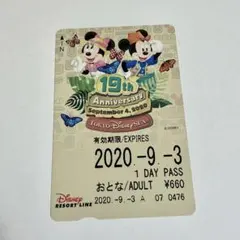 19th
Anniversary
September 4, 2020
TOKYO DisneySEA
有効期限/EXPIRES
2020.-9.-3
1 DAY PASS
おとな/ADULT ¥660
Disney
RESORT LINE
2020.-9.-3 A 07 0476